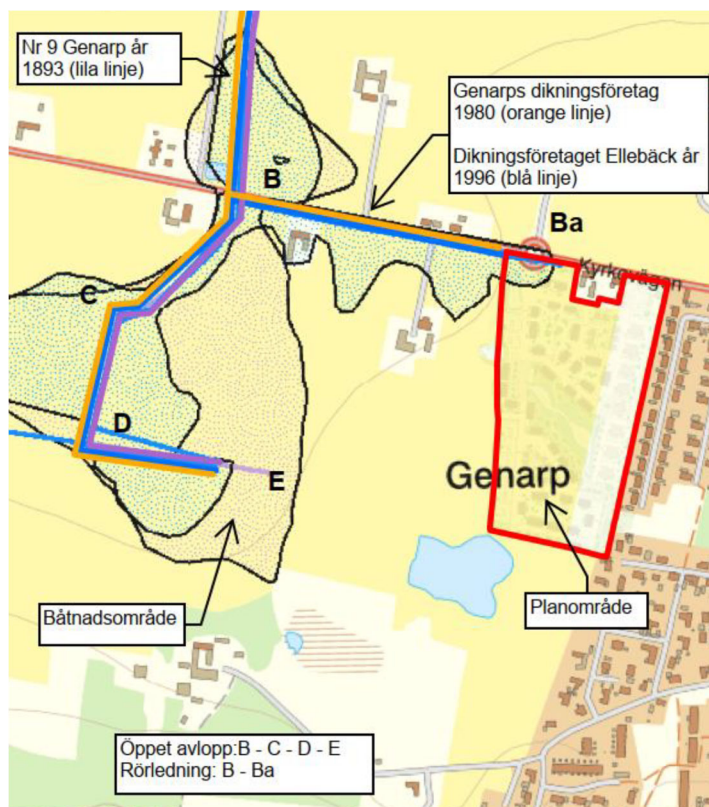 Nr 9 Genarp år
1893 (lila linje)
Genarps dikningsföretag
1980 (orange linje)
Dikningsföretaget Ellebäck år
1996 (blå linje)
B
Ba
Kyrkovägen
C
D
E
Genarp
Båtnadsområde
Planområde
Öppet avlopp:B - C - D - E
Rörledning: B - Ba